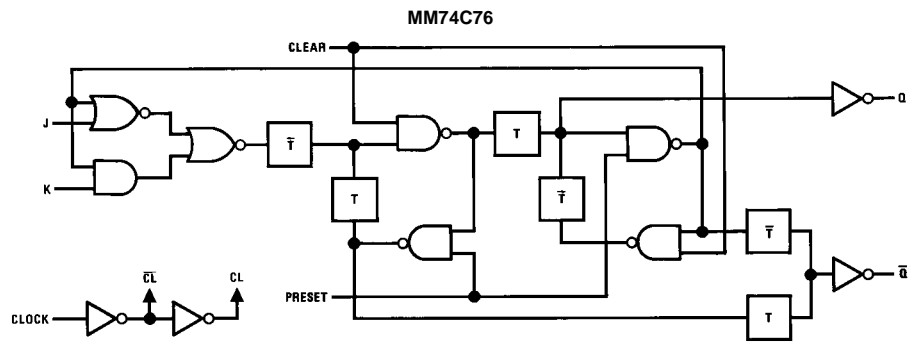 MM74C76
CLEAR
Q
J
K
T̅
T
T
T̅
T̅
T
Q̅
PRESET
C̅L̅
CL
CLOCK